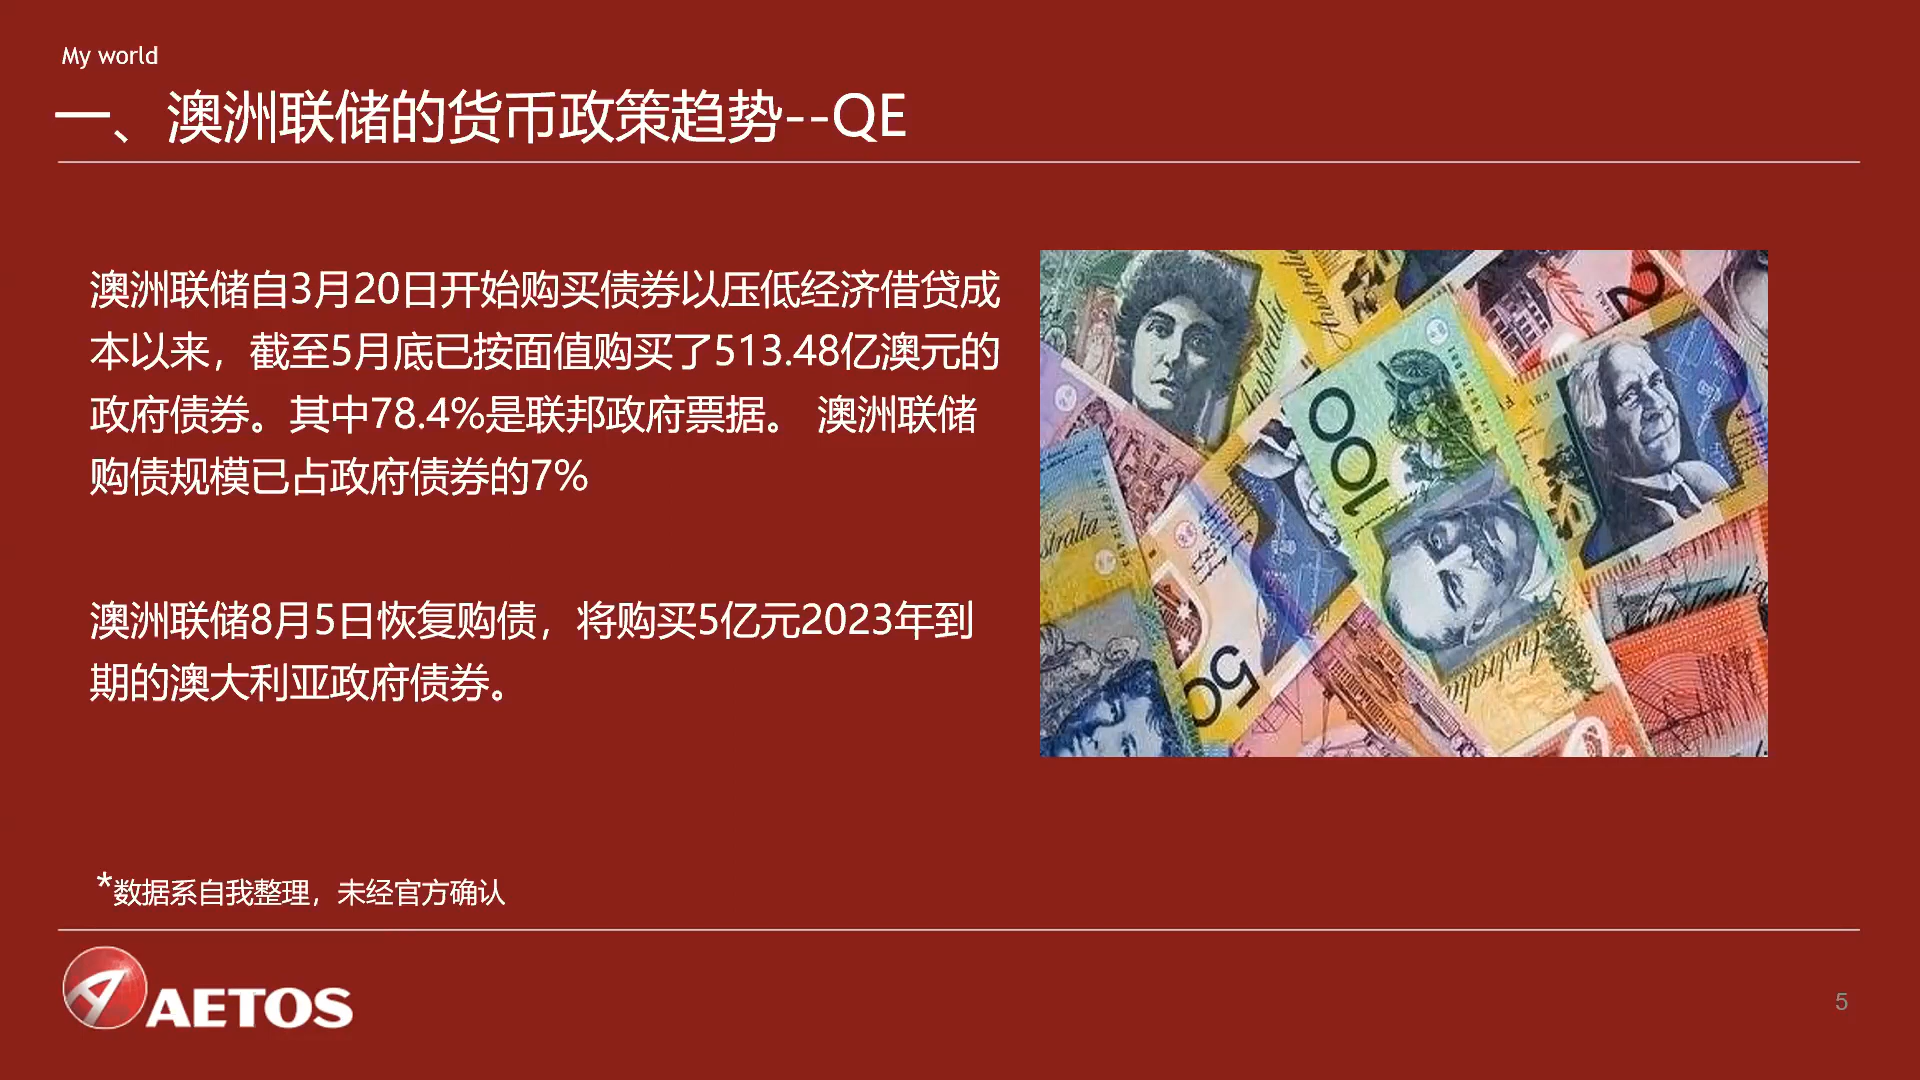 My world
一、澳洲联储的货币政策趋势--QE
澳洲联储自3月20日开始购买债券以压低经济借贷成
本以来，截至5月底已按面值购买了513.48亿澳元的
政府债券。其中78.4%是联邦政府票据。 澳洲联储
购债规模已占政府债券的7%
澳洲联储8月5日恢复购债，将购买5亿元2023年到
期的澳大利亚政府债券。
100
50
2
Australia
*数据系自我整理，未经官方确认
AETOS
5